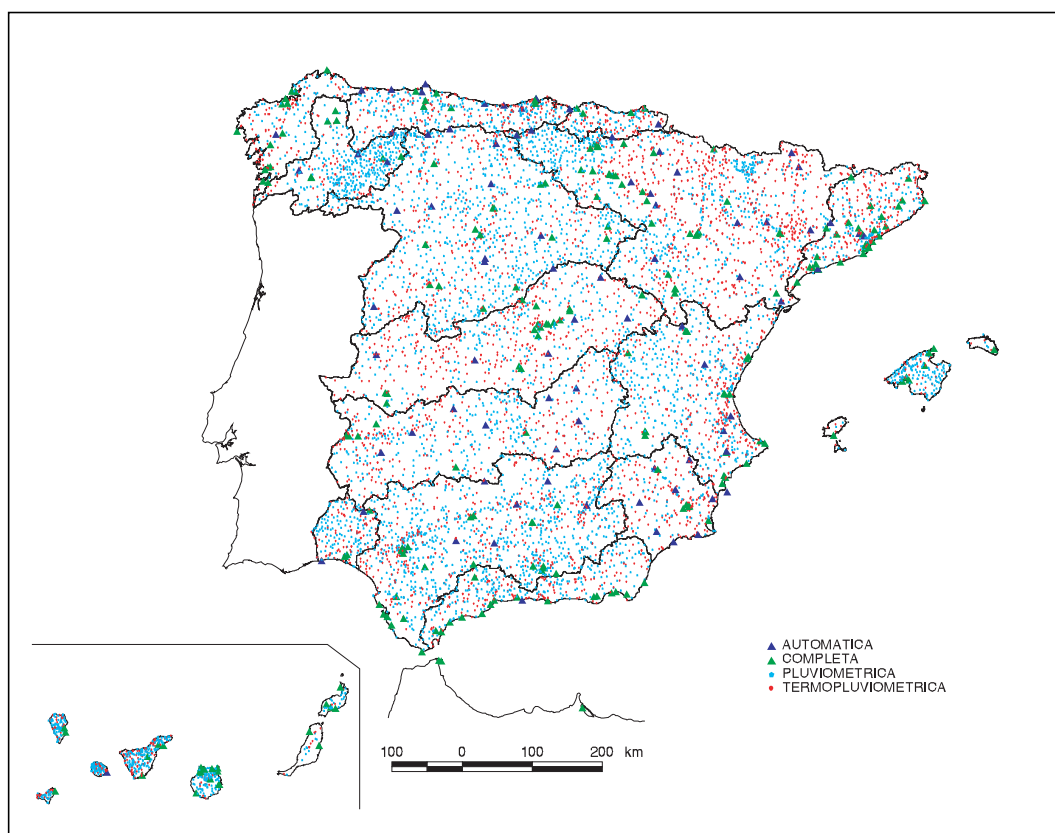 AUTOMATICA
COMPLETA
PLUVIOMETRICA
TERMOPLUVIOMETRICA
100 0 100 200 km